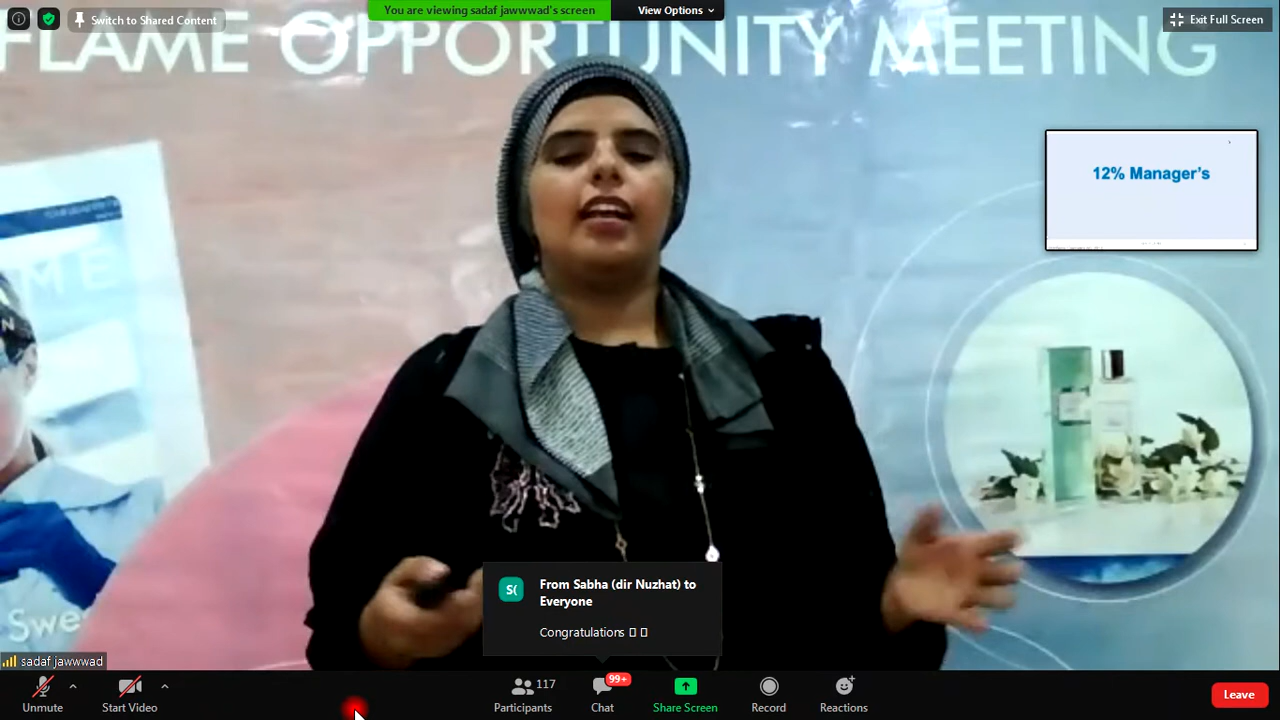 Switch to Shared Content
You are viewing sadaf jawwwad's screen
View Options
Exit Full Screen
FLAME OPPORTUNITY MEETING
12% Manager's
Swe
From Sabha (dir Nuzhat) to
Everyone
Congratulations
sadaf jawwwad
Unmute
Start Video
117
Participants
99+
Chat
Share Screen
Record
Reactions
Leave